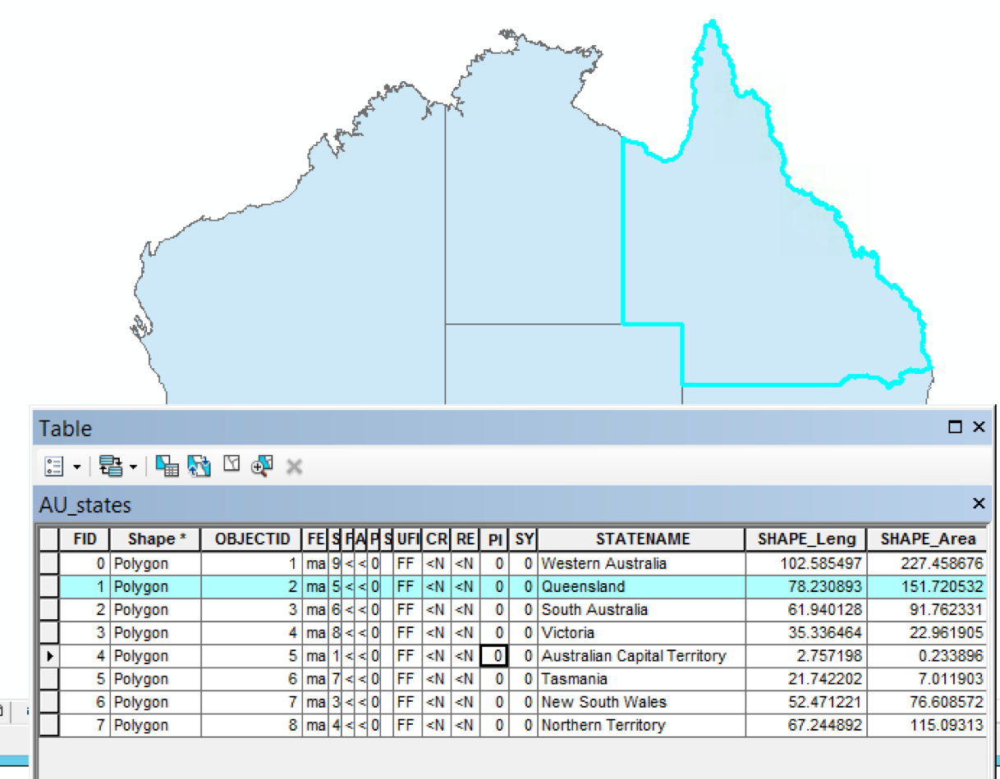 Table
AU_states
FID Shape * OBJECTID FE S F A P S UFI CR RE PI SY STATENAME SHAPE_Leng SHAPE_Area
0 Polygon 1 ma 9 < < 0 FF <N <N 0 0 Western Australia 102.585497 227.458676
1 Polygon 2 ma 5 < < 0 FF <N <N 0 0 Queensland 78.230893 151.720532
2 Polygon 3 ma 6 < < 0 FF <N <N 0 0 South Australia 61.940128 91.762331
3 Polygon 4 ma 8 < < 0 FF <N <N 0 0 Victoria 35.336464 22.961905
4 Polygon 5 ma 1 < < 0 FF <N <N 0 0 Australian Capital Territory 2.757198 0.233896
5 Polygon 6 ma 7 < < 0 FF <N <N 0 0 Tasmania 21.742202 7.011903
6 Polygon 7 ma 3 < < 0 FF <N <N 0 0 New South Wales 52.471221 76.608572
7 Polygon 8 ma 4 < < 0 FF <N <N 0 0 Northern Territory 67.244892 115.09313